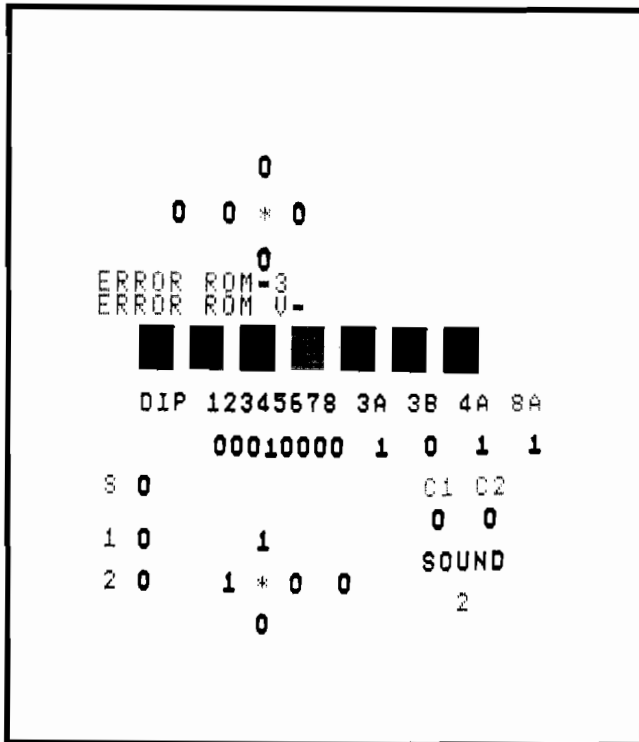 0
0 0 * 0
0
ERROR ROM-3
ERROR ROM V-
DIP 12345678 3A 3B 4A 8A
00010000 1 0 1 1
S 0 C1 C2
0 0
1 0 1
SOUND
2 0 1 * 0 0
2
0